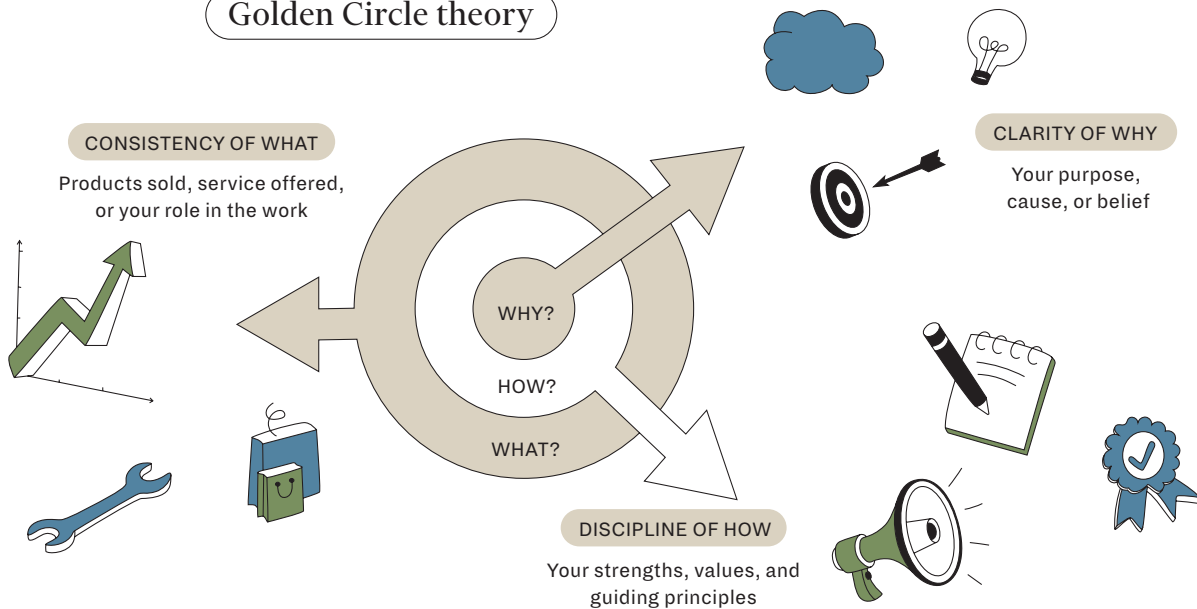 Golden Circle theory
CONSISTENCY OF WHAT
Products sold, service offered,
or your role in the work
CLARITY OF WHY
Your purpose,
cause, or belief
WHY?
HOW?
WHAT?
DISCIPLINE OF HOW
Your strengths, values, and
guiding principles